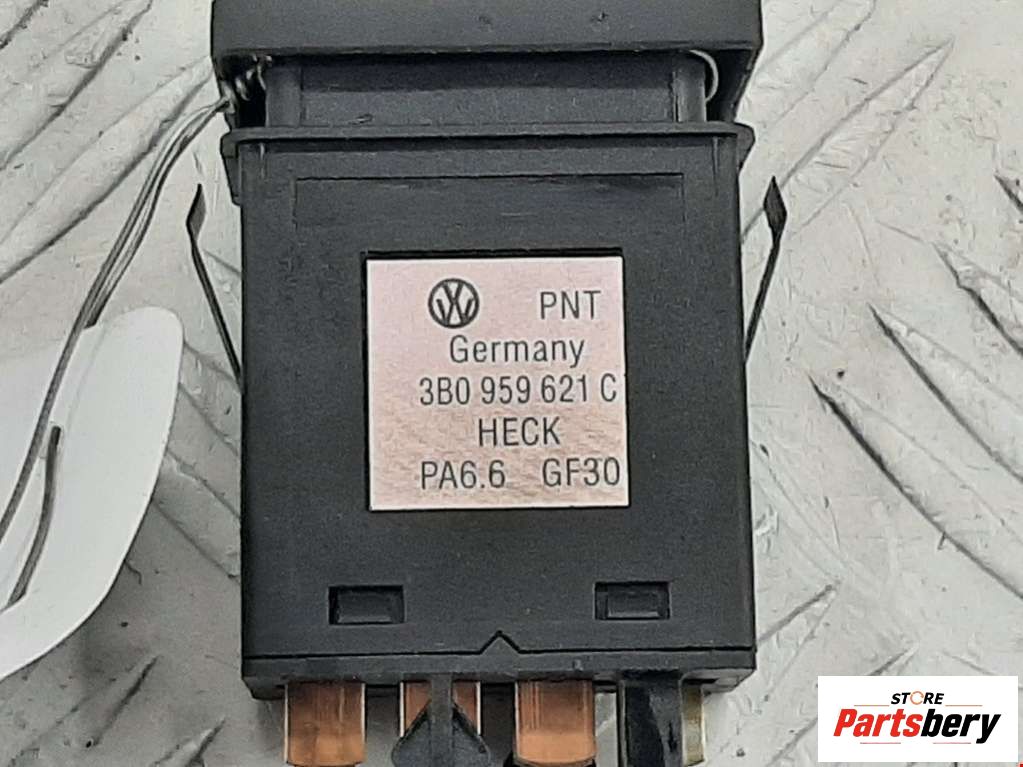 PNT
Germany
3B0 959 621 C
HECK
PA6.6 GF30
STORE
Partsbery